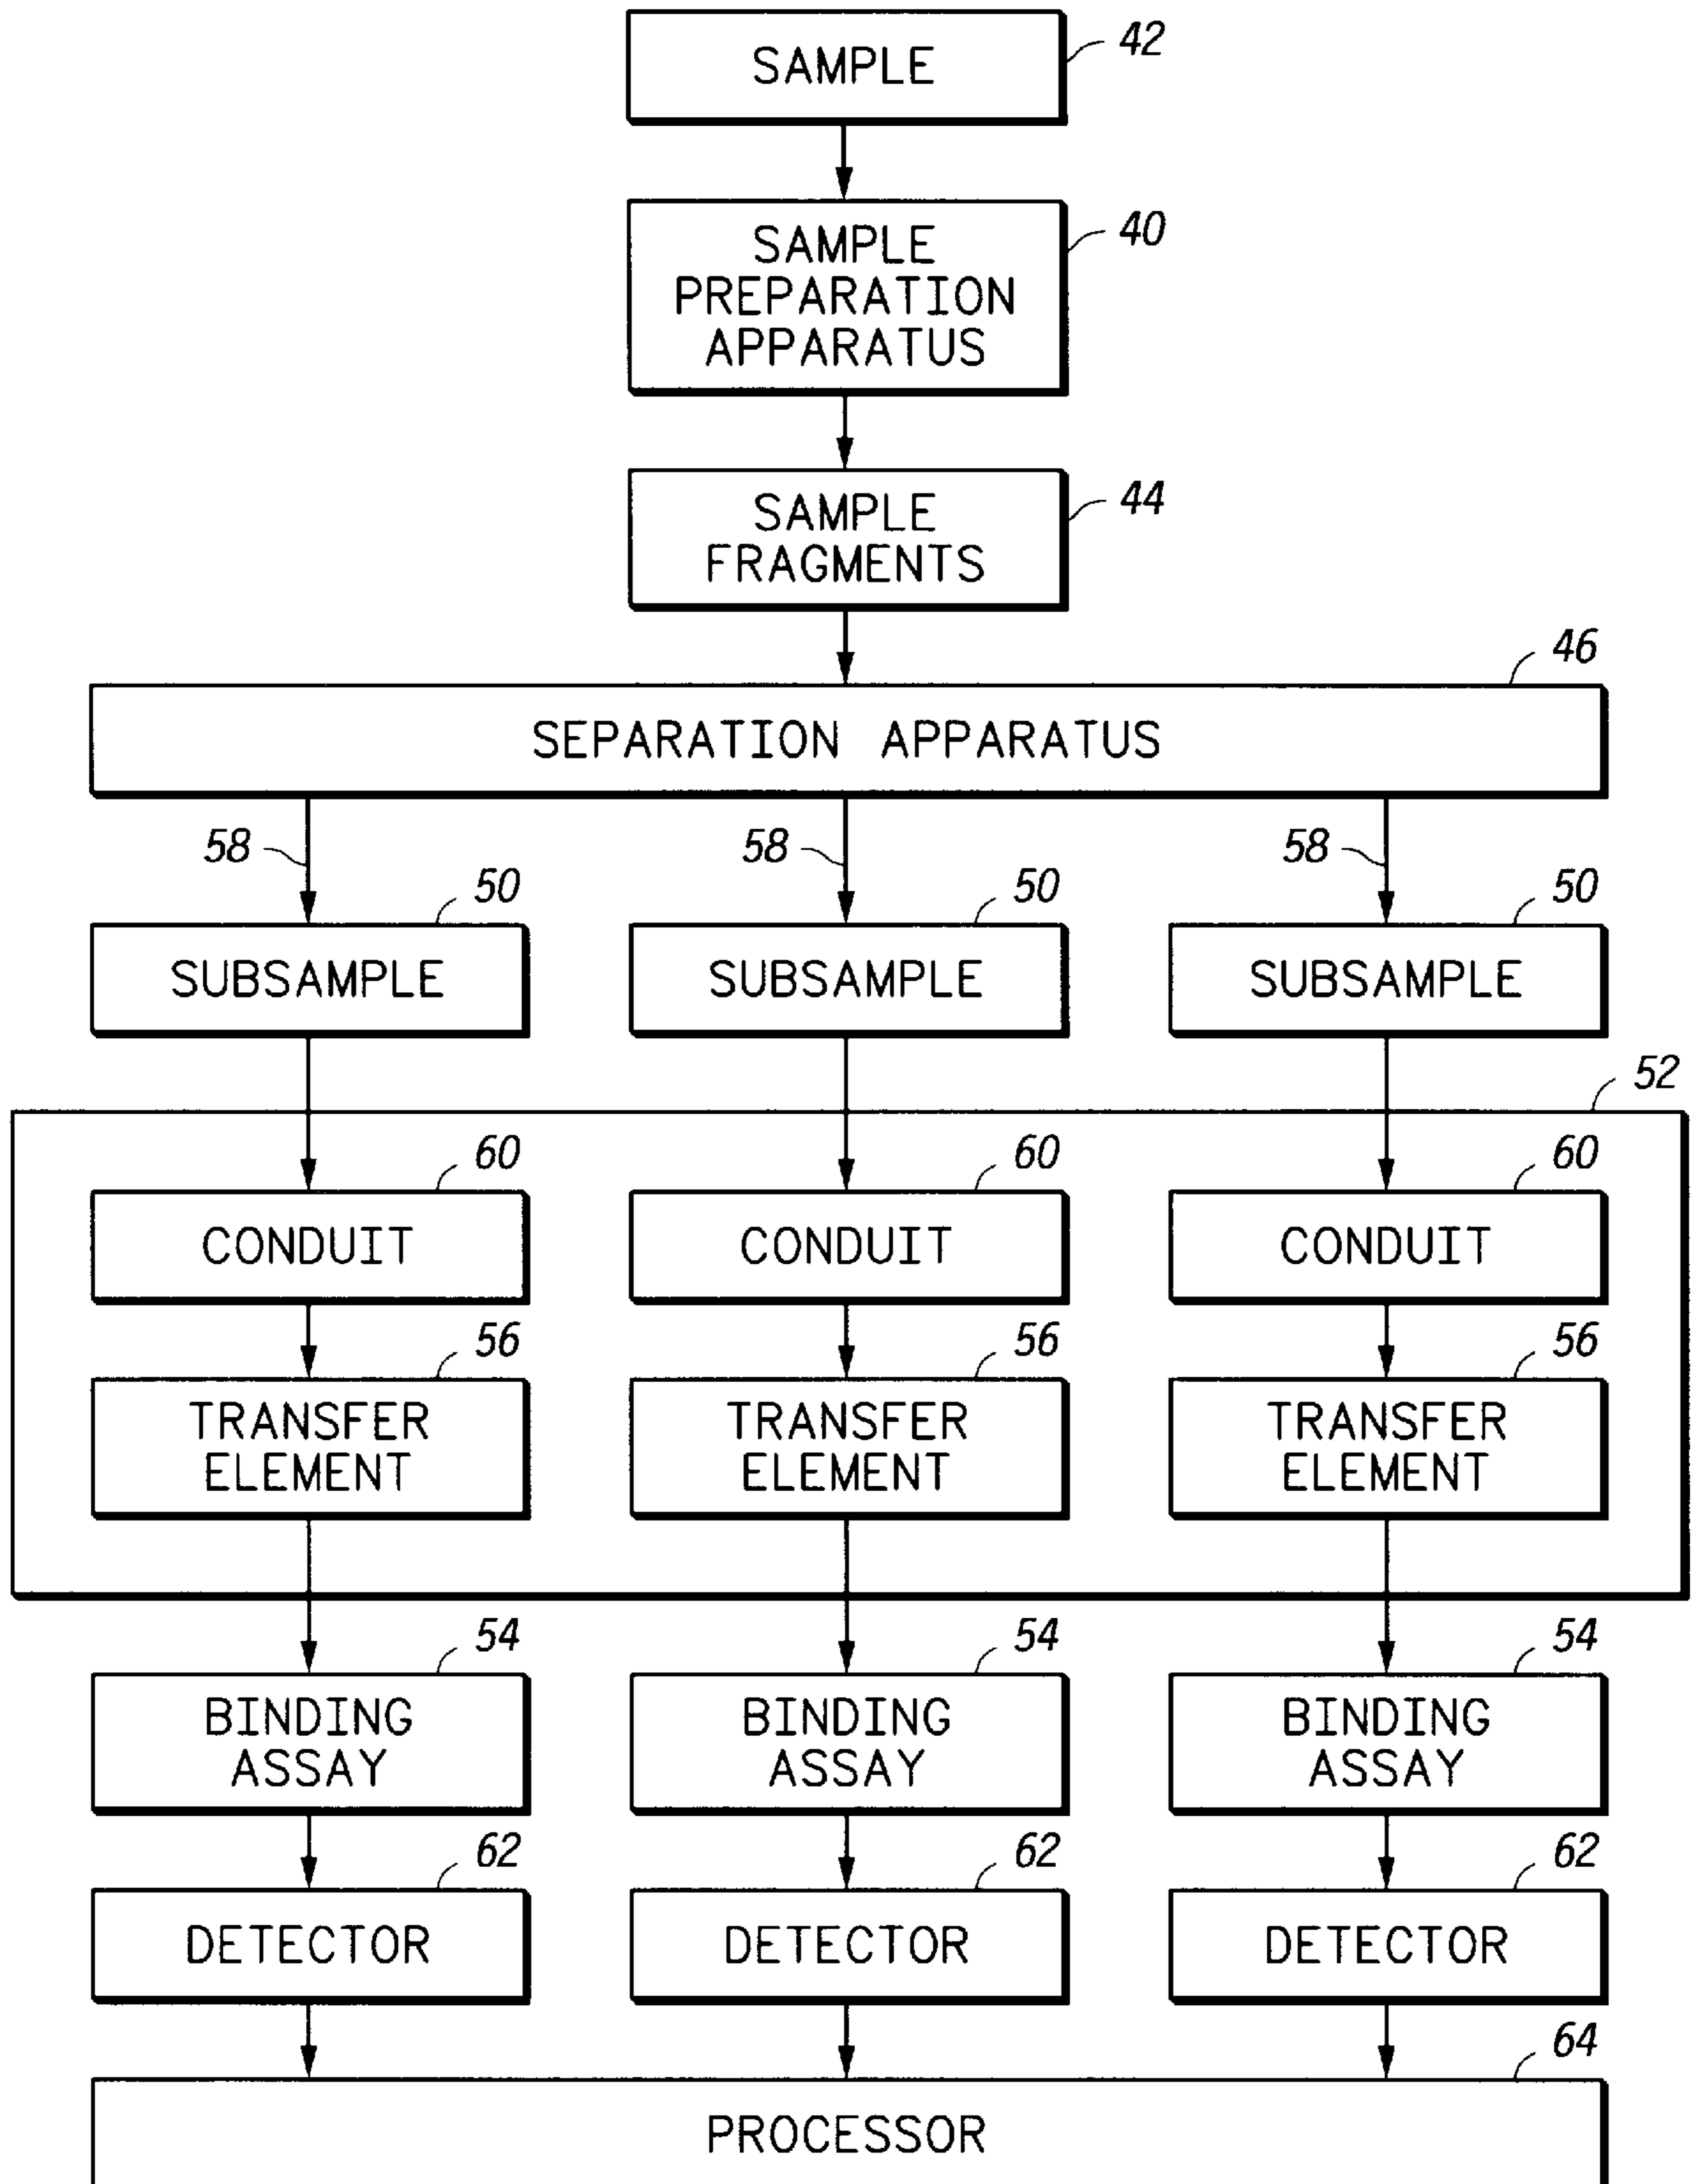 SAMPLE
42
SAMPLE
PREPARATION
APPARATUS
40
SAMPLE
FRAGMENTS
44
46
SEPARATION APPARATUS
58 58 58
50 50 50
SUBSAMPLE SUBSAMPLE SUBSAMPLE
52
60 60 60
CONDUIT CONDUIT CONDUIT
56 56 56
TRANSFER TRANSFER TRANSFER
ELEMENT ELEMENT ELEMENT
54 54 54
BINDING BINDING BINDING
ASSAY ASSAY ASSAY
62 62 62
DETECTOR DETECTOR DETECTOR
64
PROCESSOR